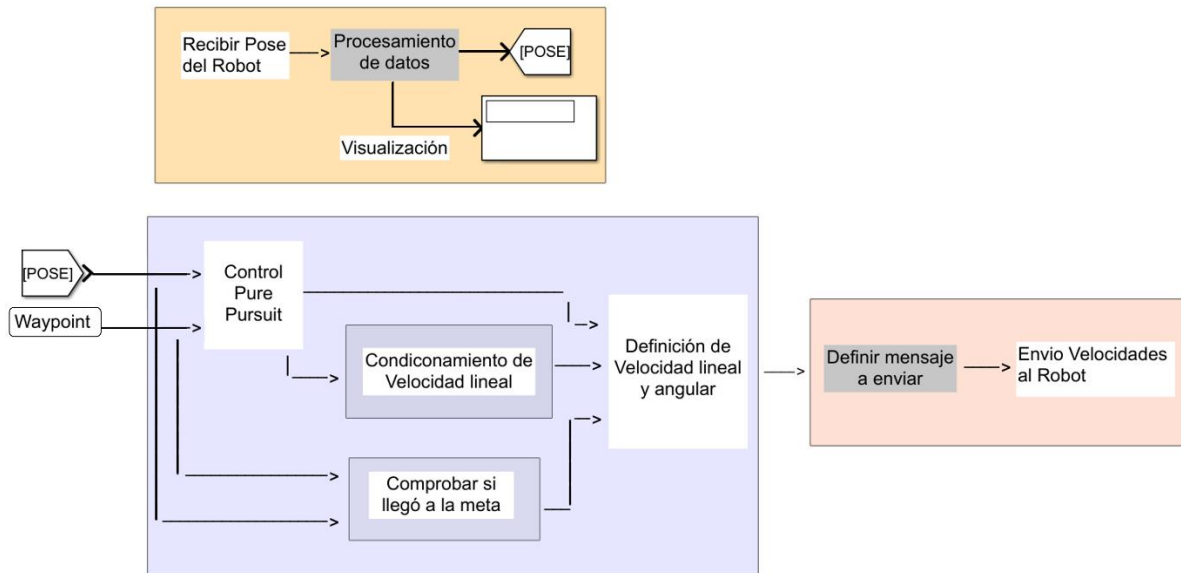 Recibir Pose
del Robot
Procesamiento
de datos
[POSE]
Visualización
[POSE]
Waypoint
Control
Pure
Pursuit
Condiconamiento de
Velocidad lineal
Comprobar si
llegó a la meta
Definición de
Velocidad lineal
y angular
Definir mensaje
a enviar
Envio Velocidades
al Robot